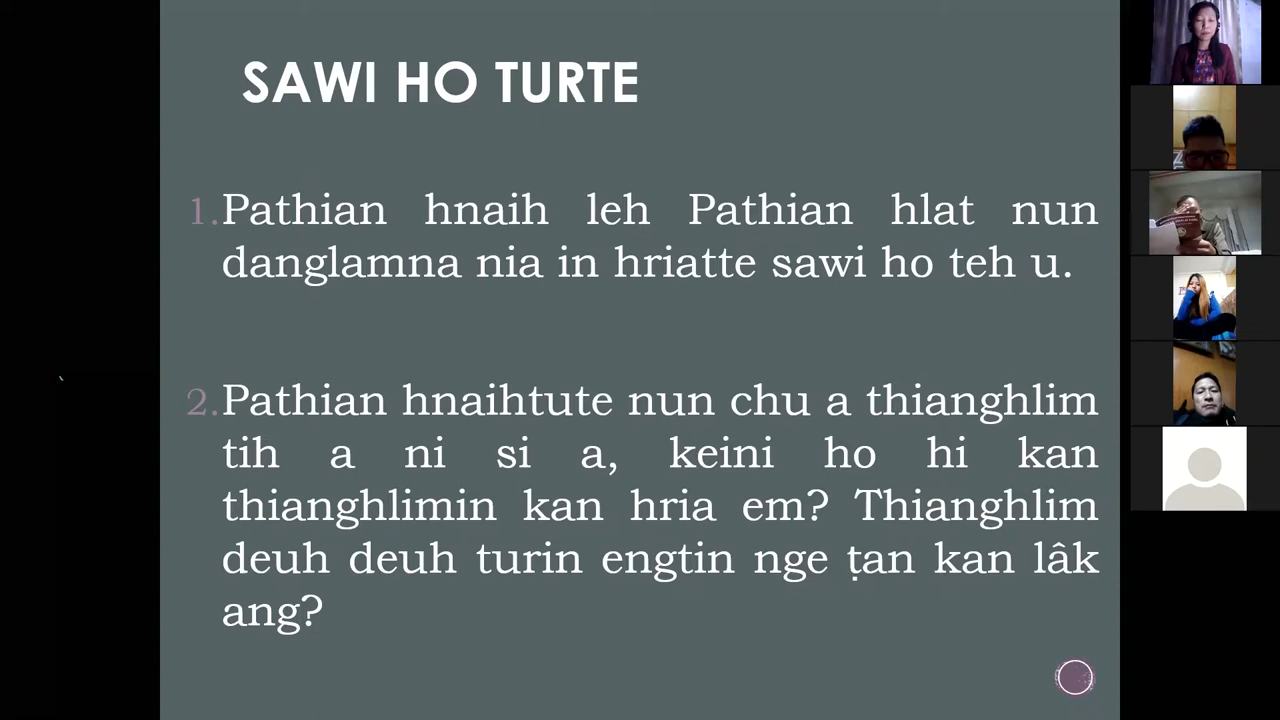 SAWI HO TURTE
1. Pathian hnaih leh Pathian hlat nun
danglamna nia in hriatte sawi ho teh u.
2. Pathian hnaihtute nun chu a thianghlim
tih a ni si a, keini ho hi kan
thianghlimin kan hria em? Thianghlim
deuh deuh turin engtin nge ṭan kan lâk
ang?